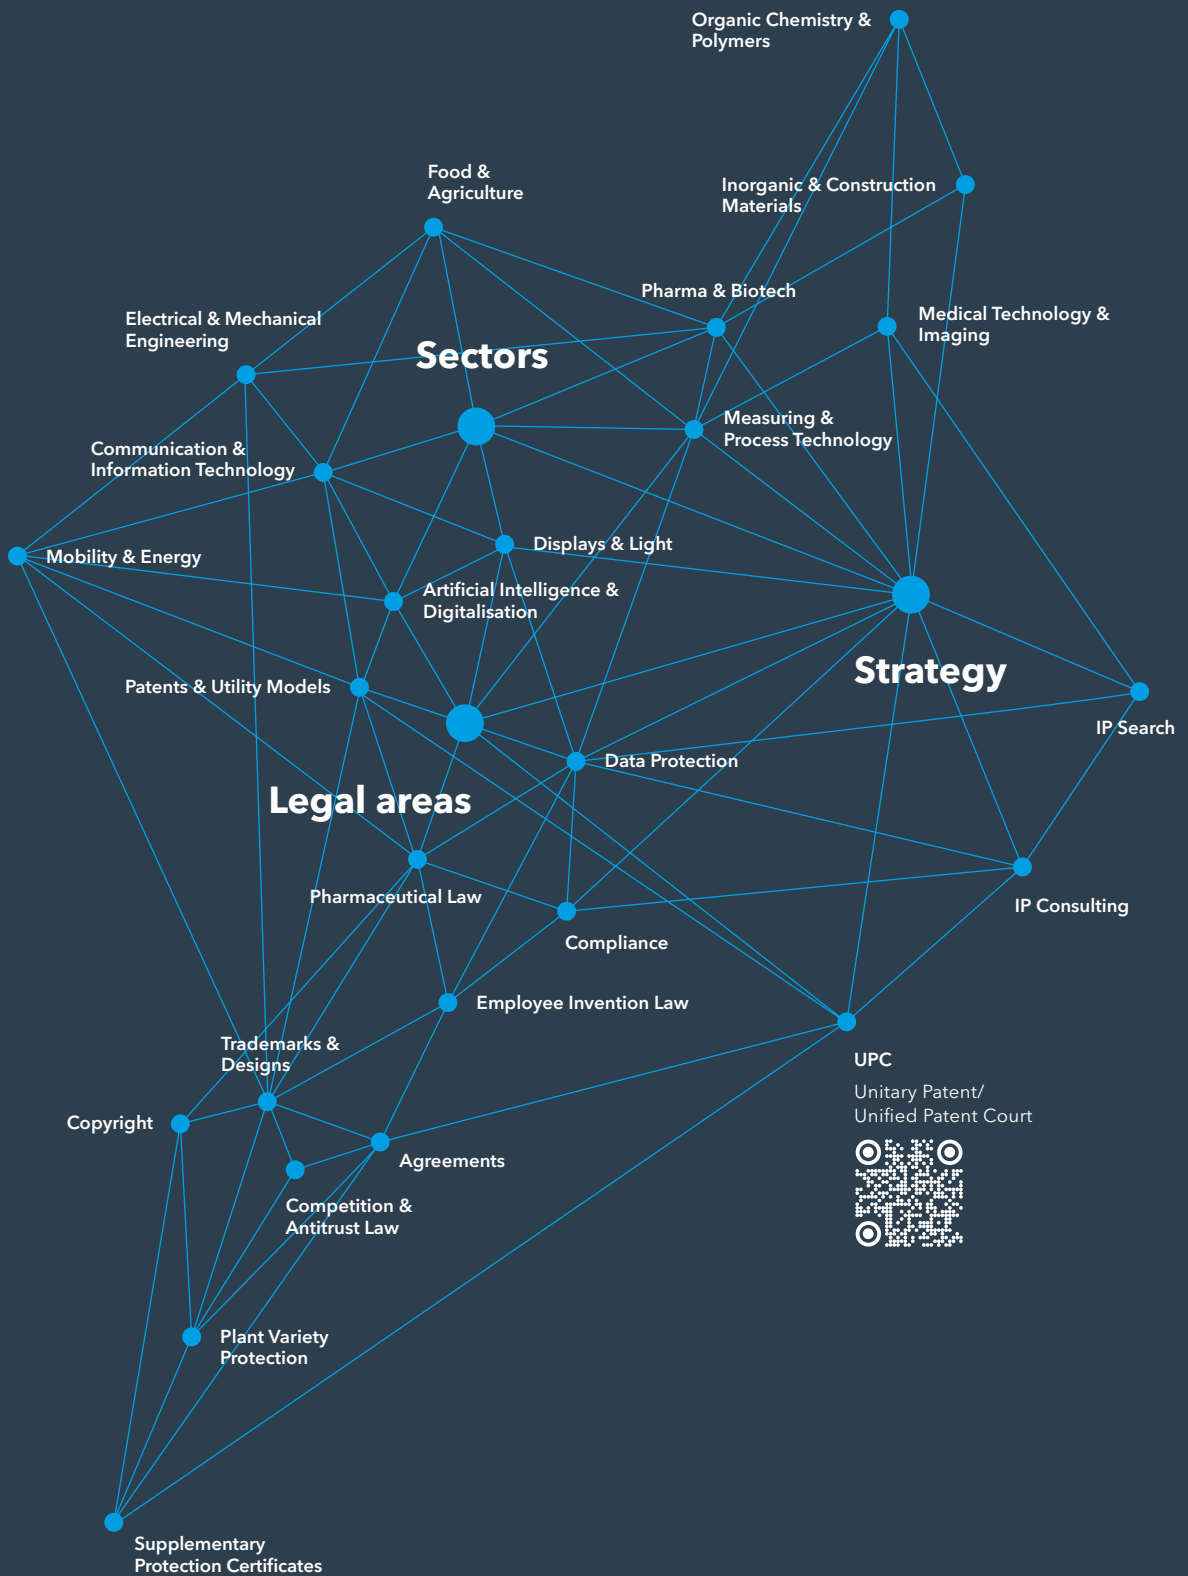 Organic Chemistry &
Polymers
Food &
Agriculture
Inorganic & Construction
Materials
Pharma & Biotech
Electrical & Mechanical
Engineering
Medical Technology &
Imaging
Sectors
Measuring &
Process Technology
Communication &
Information Technology
Mobility & Energy
Displays & Light
Artificial Intelligence &
Digitalisation
Strategy
Patents & Utility Models
IP Search
Data Protection
Legal areas
Pharmaceutical Law
IP Consulting
Compliance
Employee Invention Law
Trademarks &
Designs
UPC
Unitary Patent/
Unified Patent Court
Copyright
Agreements
Competition &
Antitrust Law
Plant Variety
Protection
Supplementary
Protection Certificates